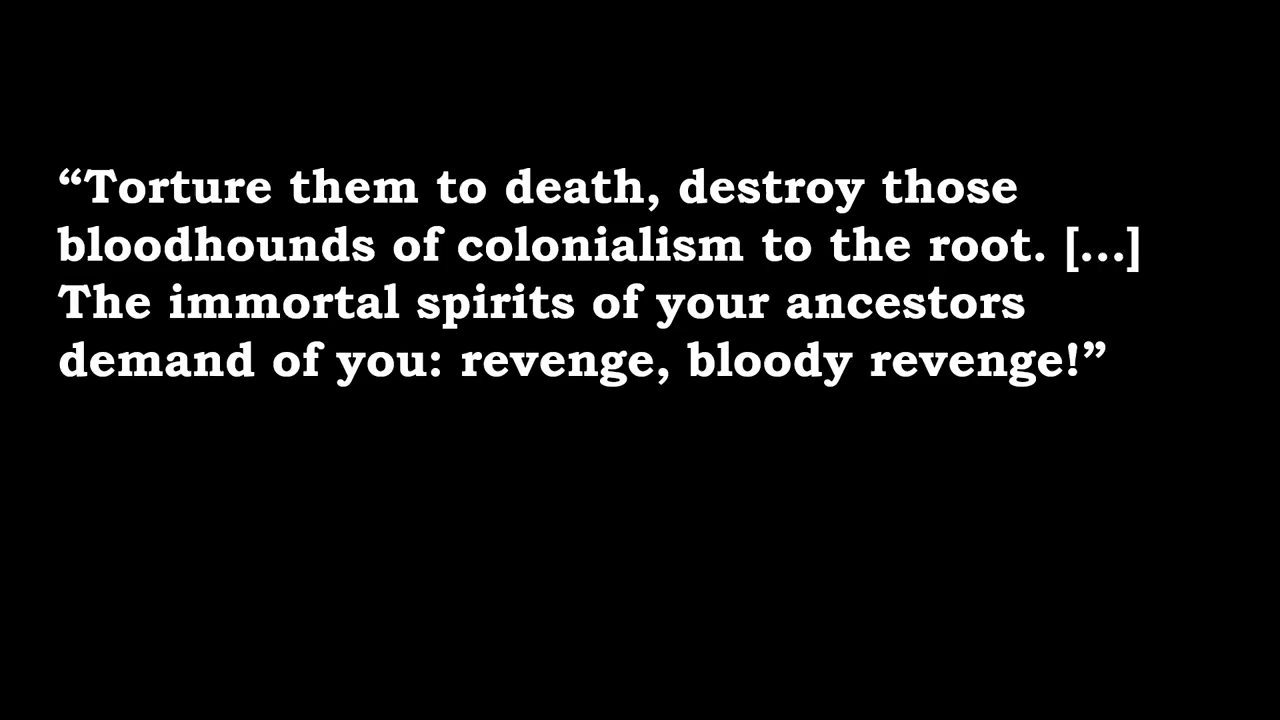 “Torture them to death, destroy those
bloodhounds of colonialism to the root. [...]
The immortal spirits of your ancestors
demand of you: revenge, bloody revenge!”